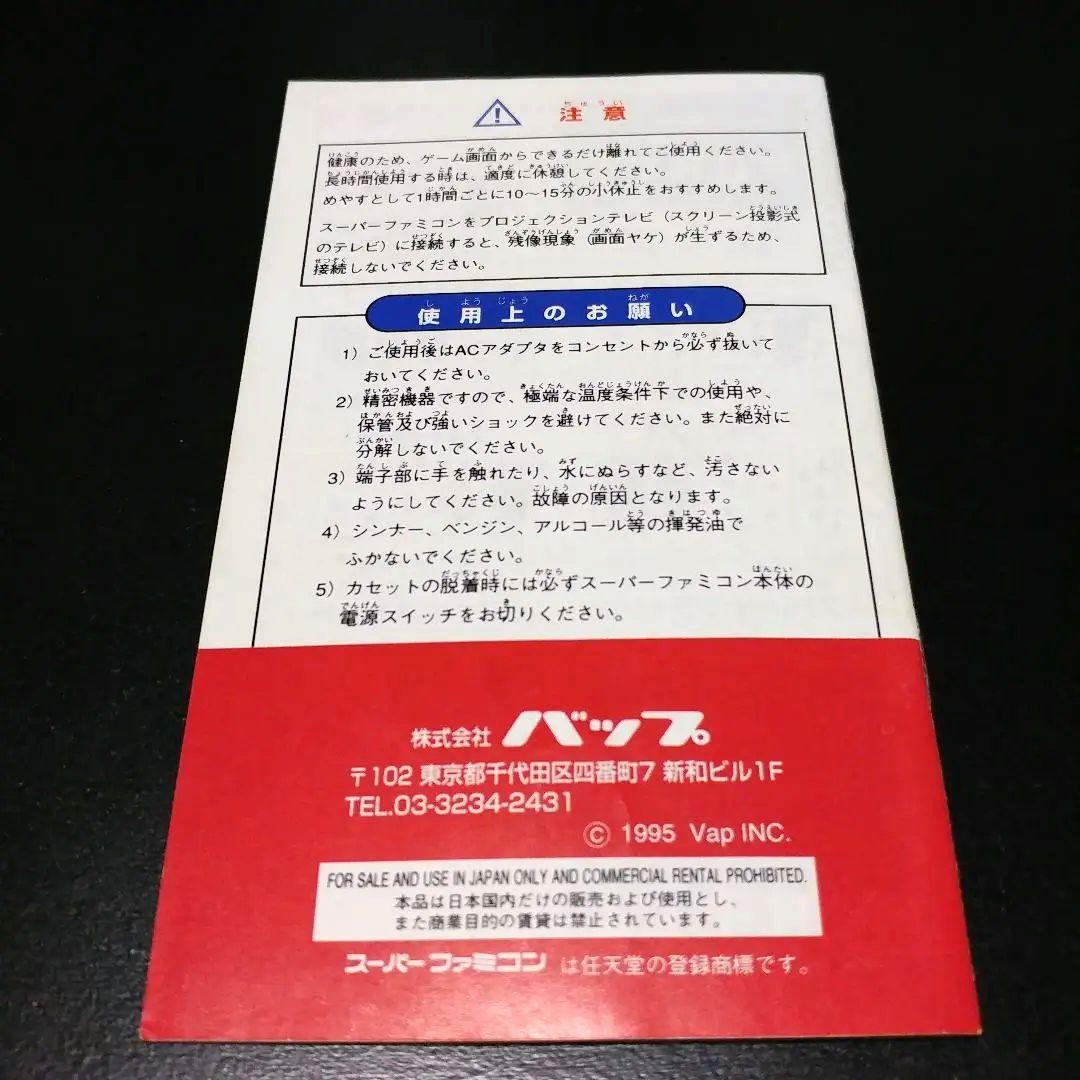 注意
健康のため、ゲーム画面からできるだけ離れてご使用ください。
長時間使用する時は、適度に休憩してください。
めやすとして1時間ごとに10〜15分の小休止をおすすめします。
スーパーファミコンをプロジェクションテレビ（スクリーン投影式
のテレビ）に接続すると、残像現象（画面ヤケ）が生ずるため、
接続しないでください。
使用上のお願い
1）ご使用後はACアダプタをコンセントから必ず抜いて
おいてください。
2）精密機器ですので、極端な温度条件下での使用や、
保管及び強いショックを避けてください。また絶対に
分解しないでください。
3）端子部に手を触れたり、水にぬらすなど、汚さない
ようにしてください。故障の原因となります。
4）シンナー、ベンジン、アルコール等の揮発油で
ふかないでください。
5）カセットの脱着時には必ずスーパーファミコン本体の
電源スイッチをお切りください。
株式会社 バップ
〒102 東京都千代田区四番町7 新和ビル1F
TEL.03-3234-2431
© 1995 Vap INC.
FOR SALE AND USE IN JAPAN ONLY AND COMMERCIAL RENTAL PROHIBITED.
本品は日本国内だけの販売および使用とし、
また商業目的の賃貸は禁止されています。
スーパーファミコン は任天堂の登録商標です。